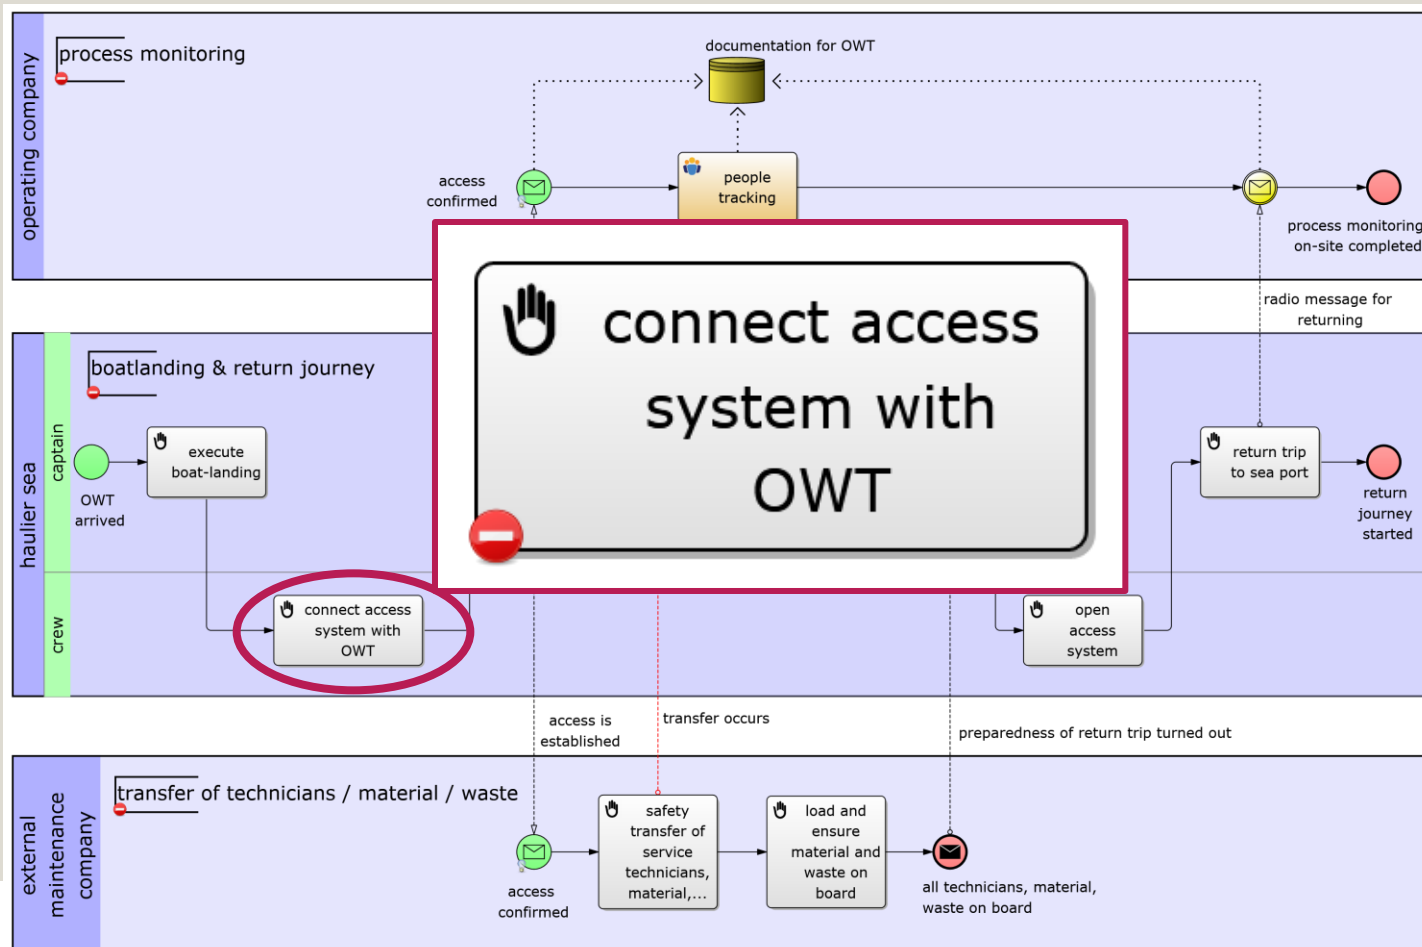 operating company
process monitoring
documentation for OWT
access
confirmed
people
tracking
process monitoring
on-site completed
radio message for
returning
haulier sea
captain
crew
boatlanding & return journey
OWT
arrived
execute
boat-landing
connect access
system with
OWT
connect access
system with
OWT
return trip
to sea port
return
journey
started
open
access
system
access is
established
transfer occurs
preparedness of return trip turned out
external
maintenance
company
transfer of technicians / material / waste
access
confirmed
safety
transfer of
service
technicians,
material,...
load and
ensure
material and
waste on
board
all technicians, material,
waste on board